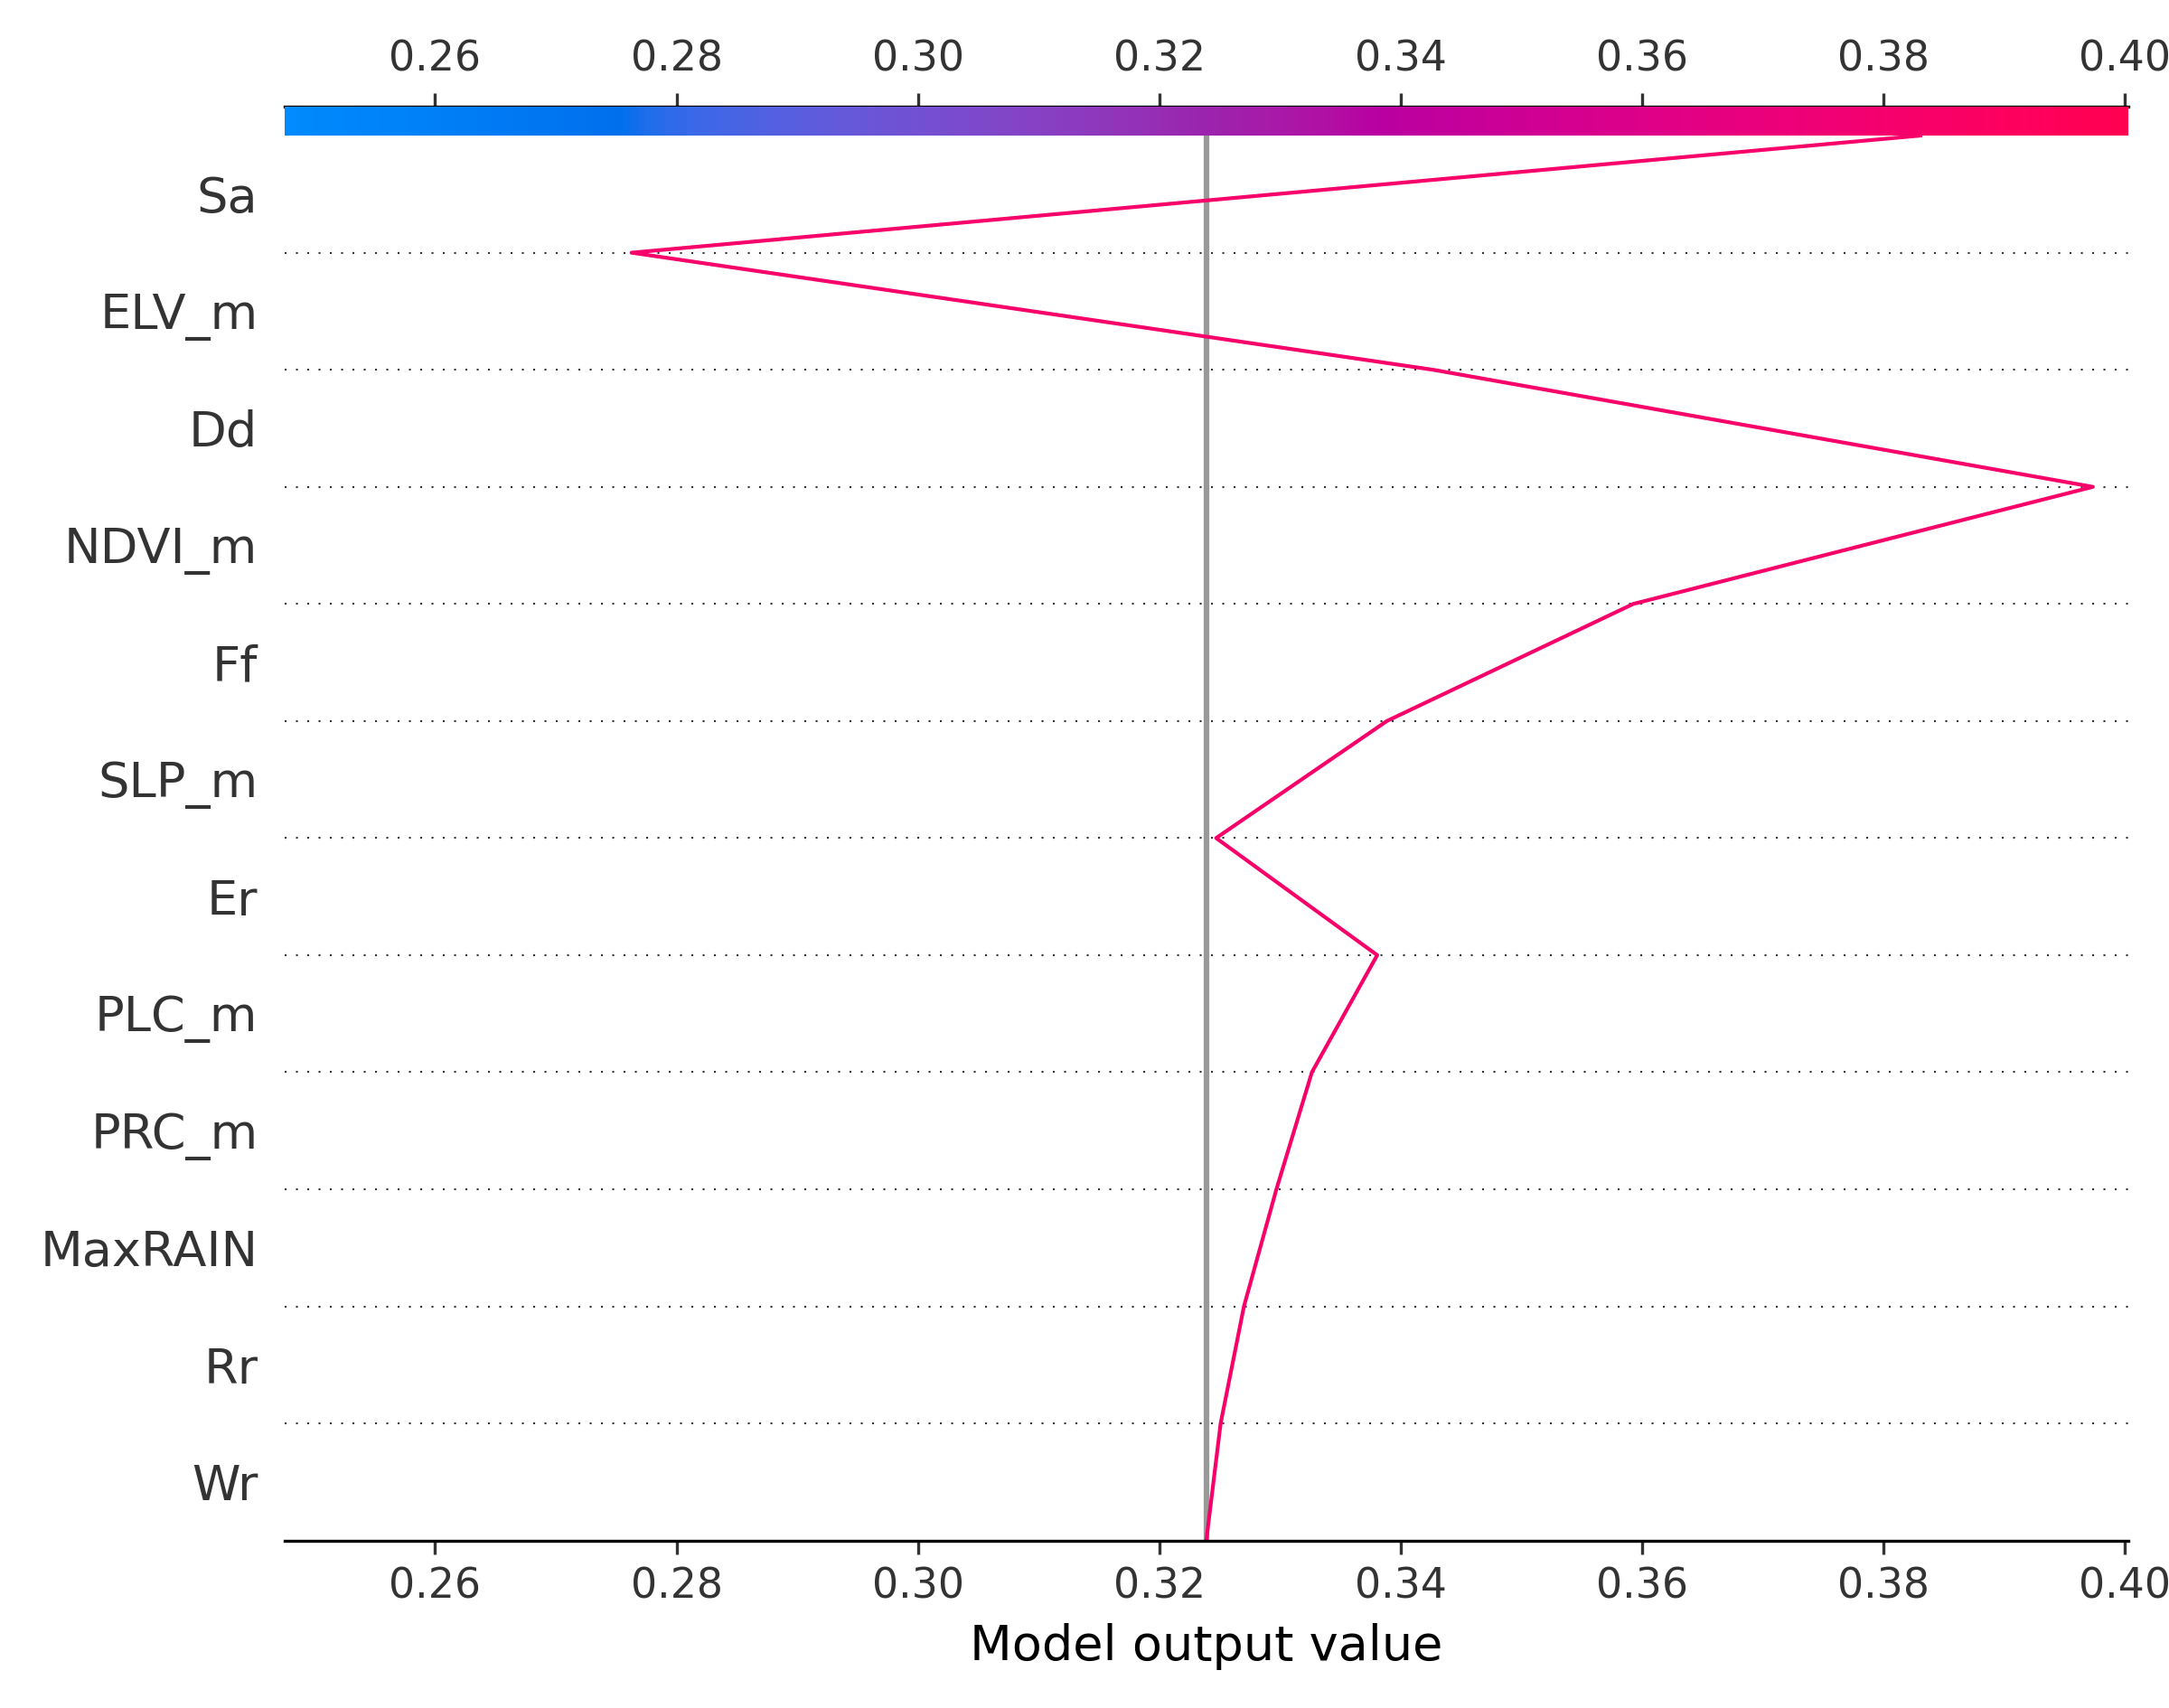 0.26 0.28 0.30 0.32 0.34 0.36 0.38 0.40
Sa
ELV_m
Dd
NDVI_m
Ff
SLP_m
Er
PLC_m
PRC_m
MaxRAIN
Rr
Wr
0.26 0.28 0.30 0.32 0.34 0.36 0.38 0.40
Model output value